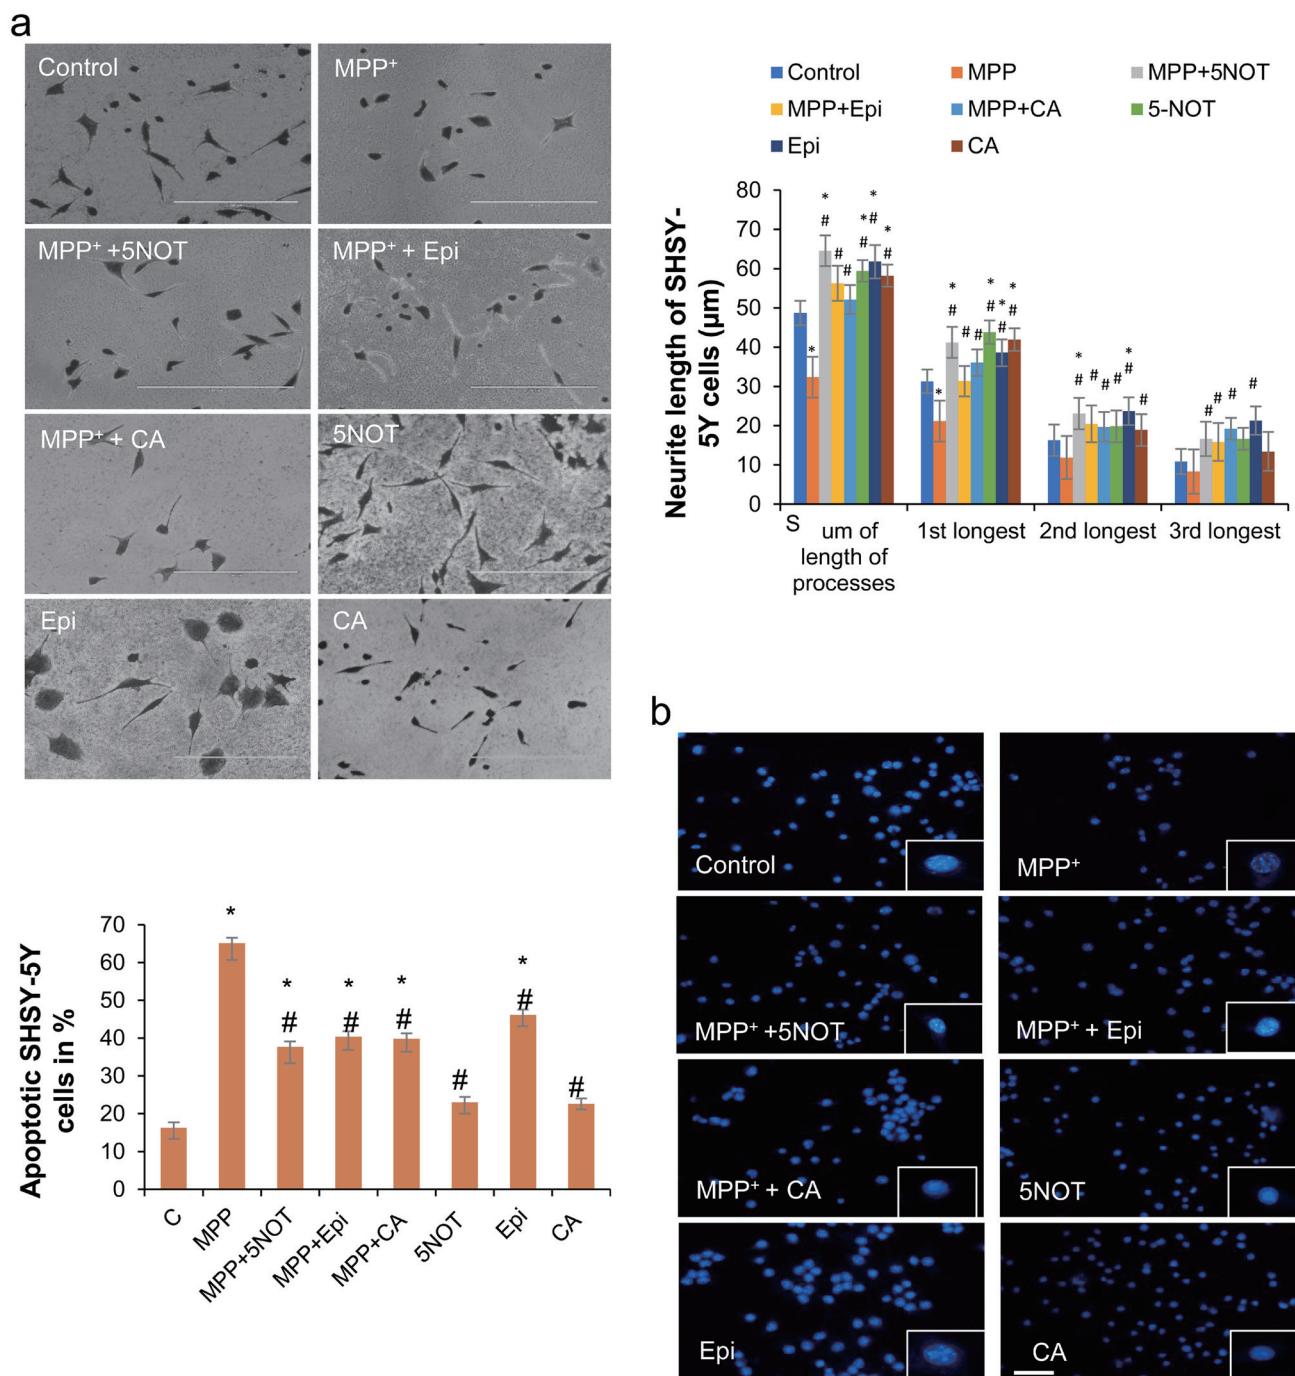 a
Control
MPP⁺
MPP⁺ +5NOT
MPP⁺ + Epi
MPP⁺ + CA
5NOT
Epi
CA
Control
MPP
MPP+5NOT
MPP+Epi
MPP+CA
5-NOT
Epi
CA
Neurite length of SHSY-
5Y cells (µm)
80
70
60
50
40
30
20
10
0
* # * # # * # * # * #
*
* # # # * # * # * #
*
* # # # # * # #
# # # #
S
um of
length of
processes
1st longest
2nd longest
3rd longest
b
Control
MPP⁺
MPP⁺ +5NOT
MPP⁺ + Epi
MPP⁺ + CA
5NOT
Epi
CA
Apoptotic SHSY-5Y
cells in %
70
60
50
40
30
20
10
0
*
* * * *
# # # # # #
C
MPP
MPP+5NOT
MPP+Epi
MPP+CA
5NOT
Epi
CA